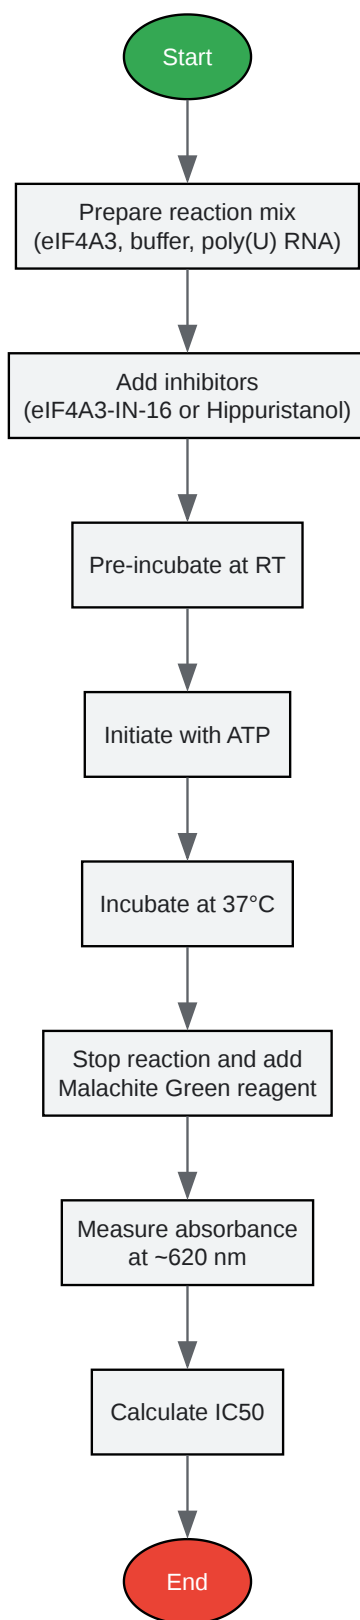 Start
Prepare reaction mix
(eIF4A3, buffer, poly(U) RNA)
Add inhibitors
(eIF4A3-IN-16 or Hippuristanol)
Pre-incubate at RT
Initiate with ATP
Incubate at 37°C
Stop reaction and add
Malachite Green reagent
Measure absorbance
at ~620 nm
Calculate IC50
End